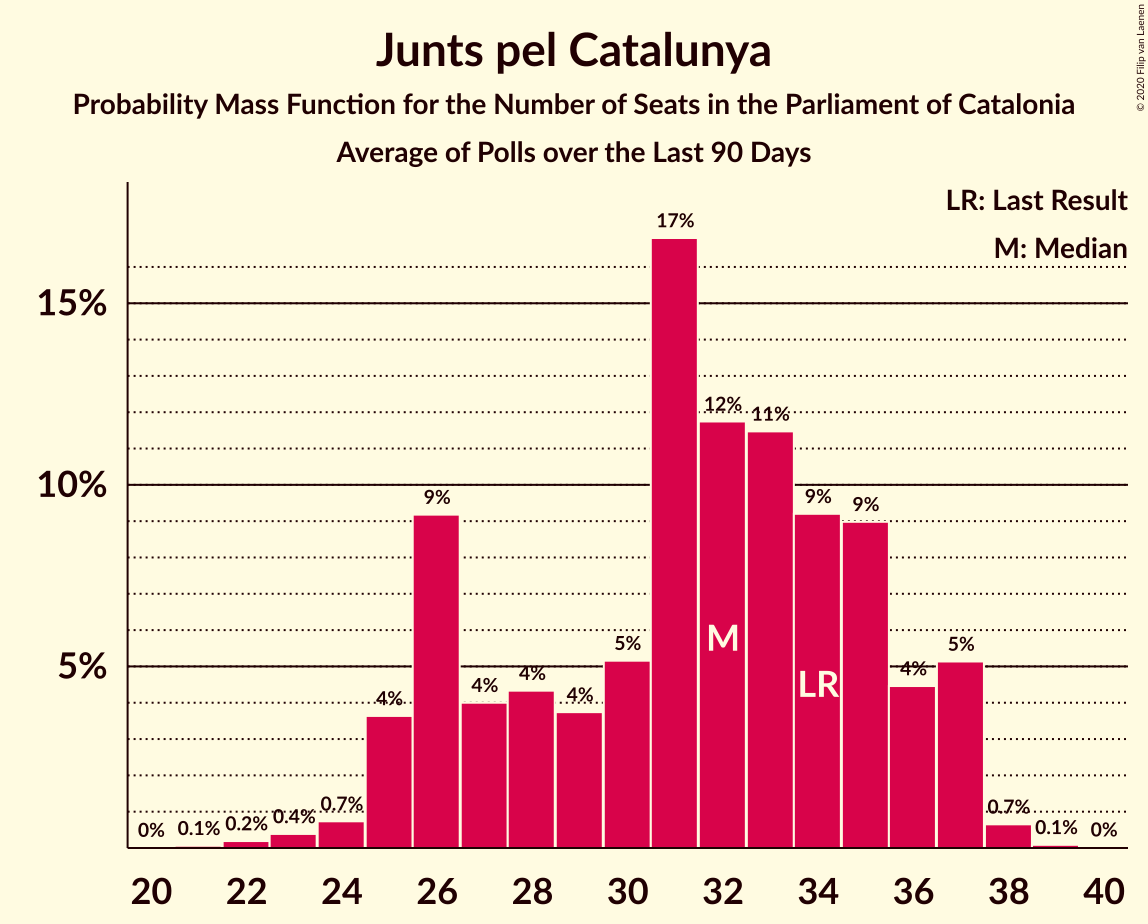 Junts pel Catalunya
Probability Mass Function for the Number of Seats in the Parliament of Catalonia
Average of Polls over the Last 90 Days
© 2020 Filip van Laenen
LR: Last Result
M: Median
15%
10%
5%
0%
0.1%
0.2%
0.4%
0.7%
4%
9%
4%
4%
4%
5%
17%
12%
11%
9%
9%
4%
5%
0.7%
0.1%
0%
M
LR
20 22 24 26 28 30 32 34 36 38 40